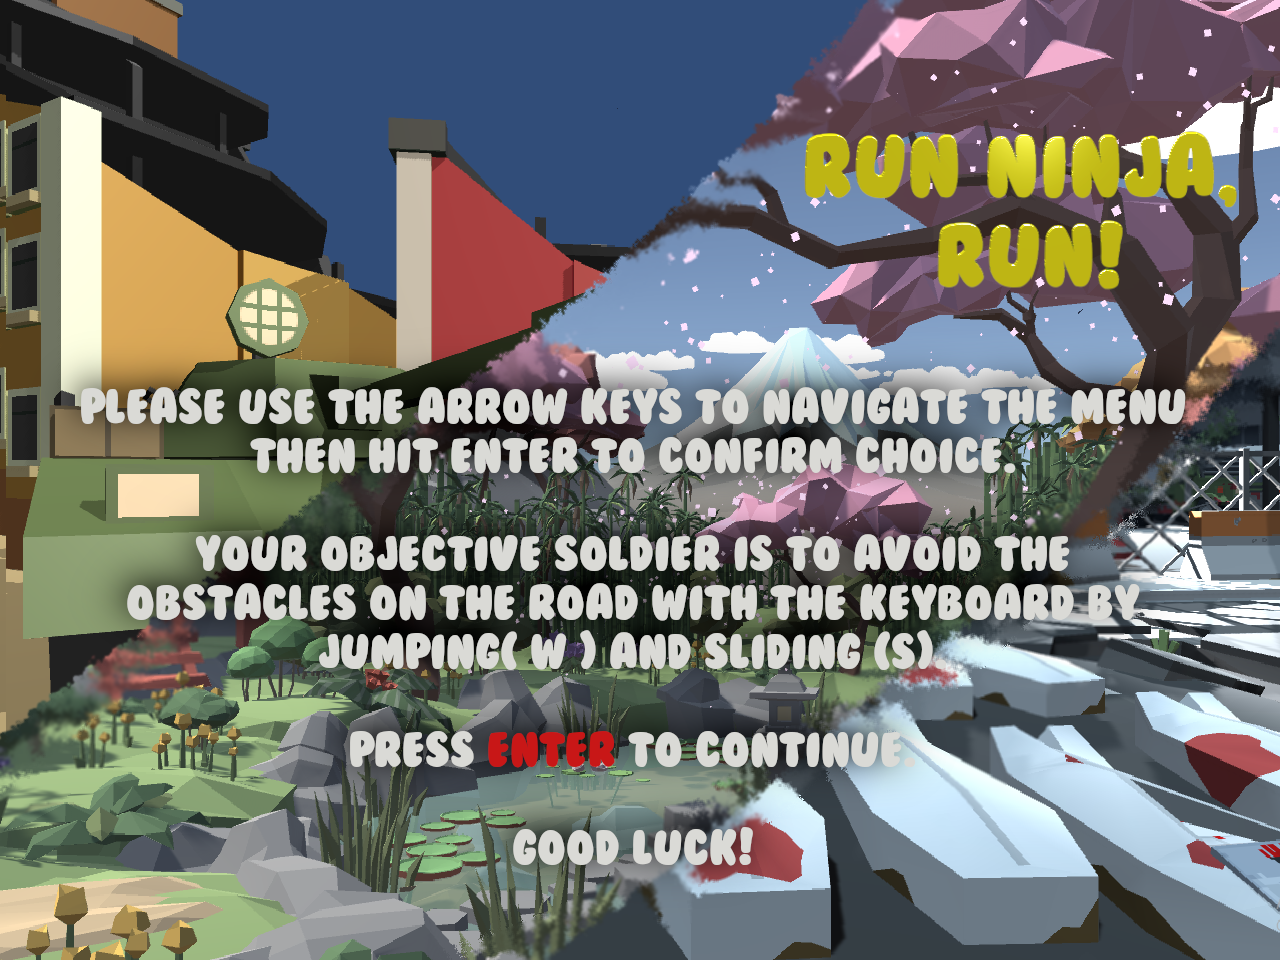 RUN NINJA,
RUN!
PLEASE USE THE ARROW KEYS TO NAVIGATE THE MENU
THEN HIT ENTER TO CONFIRM CHOICE.
YOUR OBJECTIVE SOLDIER IS TO AVOID THE
OBSTACLES ON THE ROAD WITH THE KEYBOARD BY
JUMPING( W ) AND SLIDING (S)
PRESS ENTER TO CONTINUE.
GOOD LUCK!